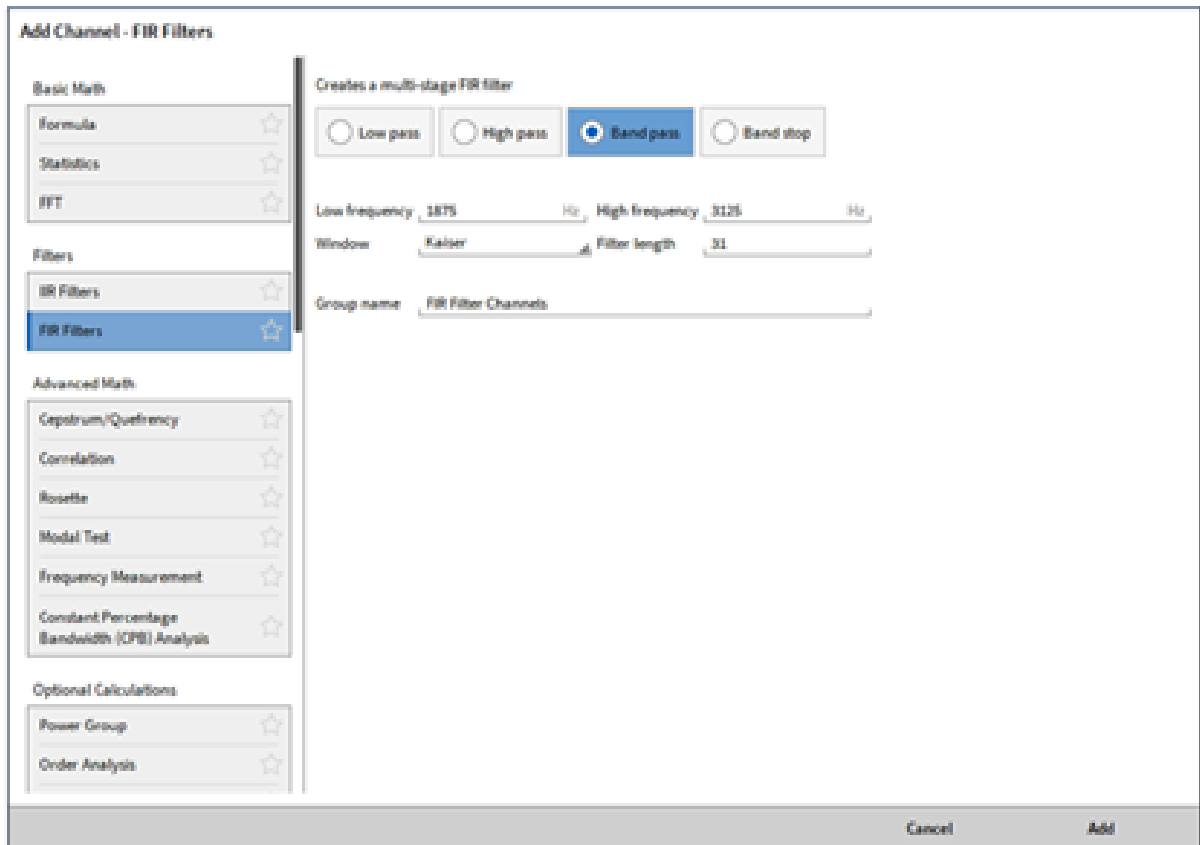 Add Channel - FIR Filters
Basic Math
Formula
Statistics
FFT
Filters
IIR Filters
FIR Filters
Advanced Math
Cepstrum/Quefrency
Correlation
Rosette
Modal Test
Frequency Measurement
Constant Percentage
Bandwidth (CPB) Analysis
Optional Calculations
Power Group
Order Analysis
Creates a multi-stage FIR filter
Low pass High pass Band pass Band stop
Low frequency 1875 Hz High frequency 3125 Hz
Window Kaiser Filter length 31
Group name FIR Filter Channels
Cancel Add